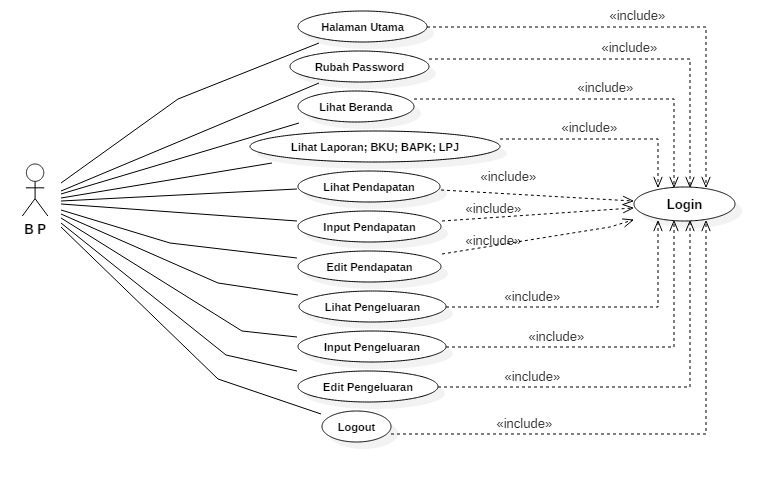 Halaman Utama
«include»
Rubah Password
«include»
Lihat Beranda
«include»
Lihat Laporan; BKU; BAPK; LPJ
«include»
Lihat Pendapatan
«include»
Input Pendapatan
«include»
Login
B P
Edit Pendapatan
«include»
Lihat Pengeluaran
«include»
Input Pengeluaran
«include»
Edit Pengeluaran
«include»
Logout
«include»